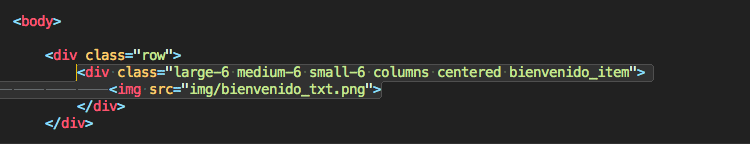 <body>
<div class="row">
<div class="large-6 medium-6 small-6 columns centered bienvenido_item">
<img src="img/bienvenido_txt.png">
</div>
</div>